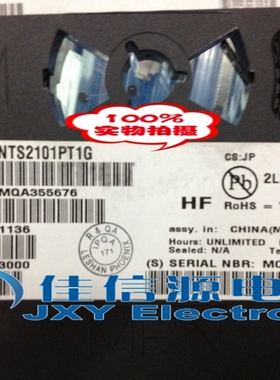 100%
实物拍摄
NTS2101PT1G
CS:JP
MQA355676
Pb
2L
HF
RoHS =
R & QA
IPQA
171
LESHAN PHOENIX
1136
assy. in: CHINA(M
Hours: UNLIMITED
Sealed: N/A
3000
(S) SERIAL NBR: MC
佳信源电
JXY Electro